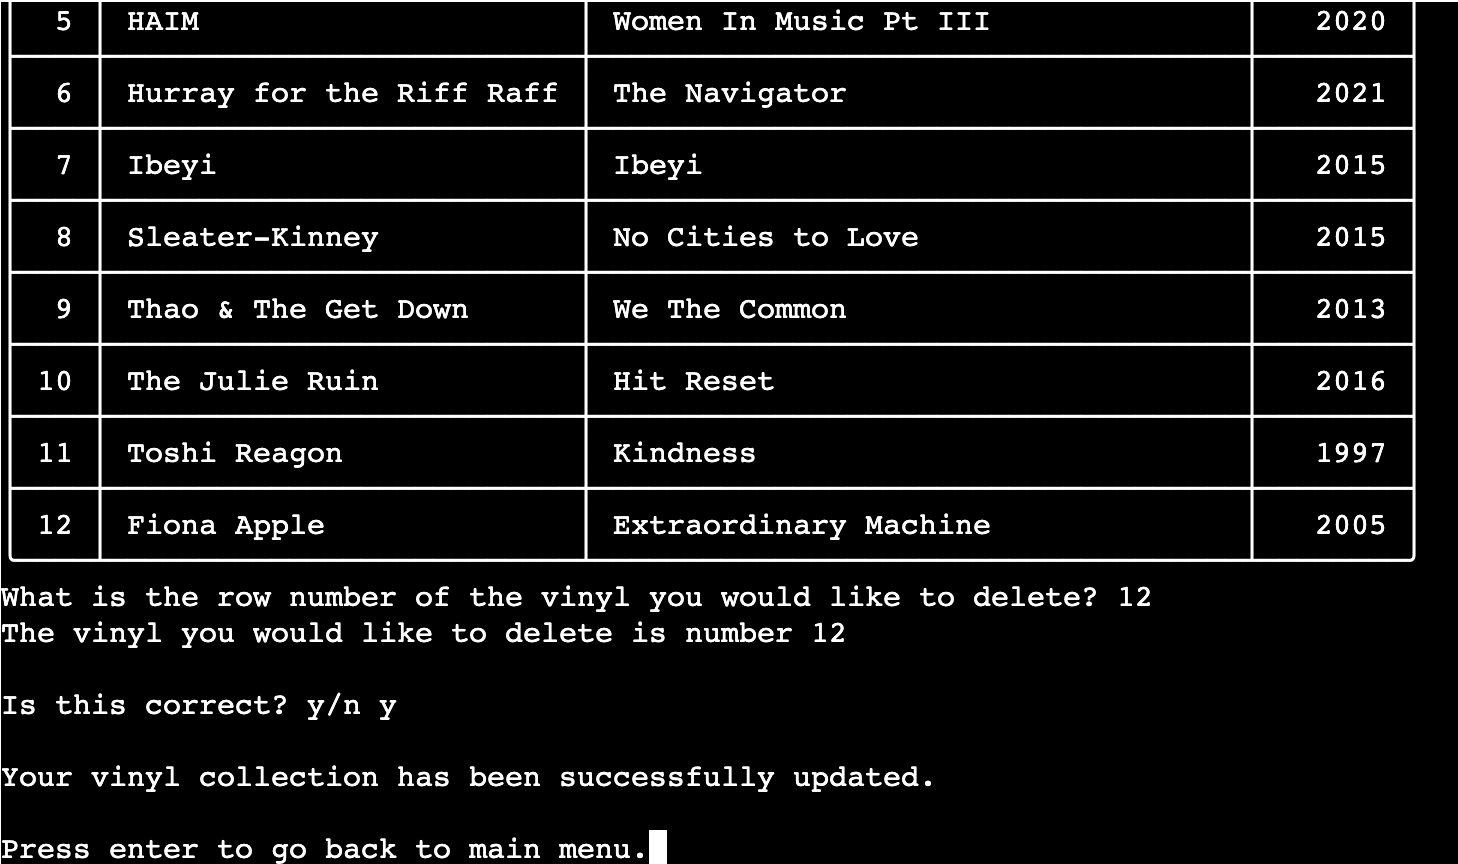 5 HAIM Women In Music Pt III 2020
6 Hurray for the Riff Raff The Navigator 2021
7 Ibeyi Ibeyi 2015
8 Sleater-Kinney No Cities to Love 2015
9 Thao & The Get Down We The Common 2013
10 The Julie Ruin Hit Reset 2016
11 Toshi Reagon Kindness 1997
12 Fiona Apple Extraordinary Machine 2005
What is the row number of the vinyl you would like to delete? 12
The vinyl you would like to delete is number 12
Is this correct? y/n y
Your vinyl collection has been successfully updated.
Press enter to go back to main menu.